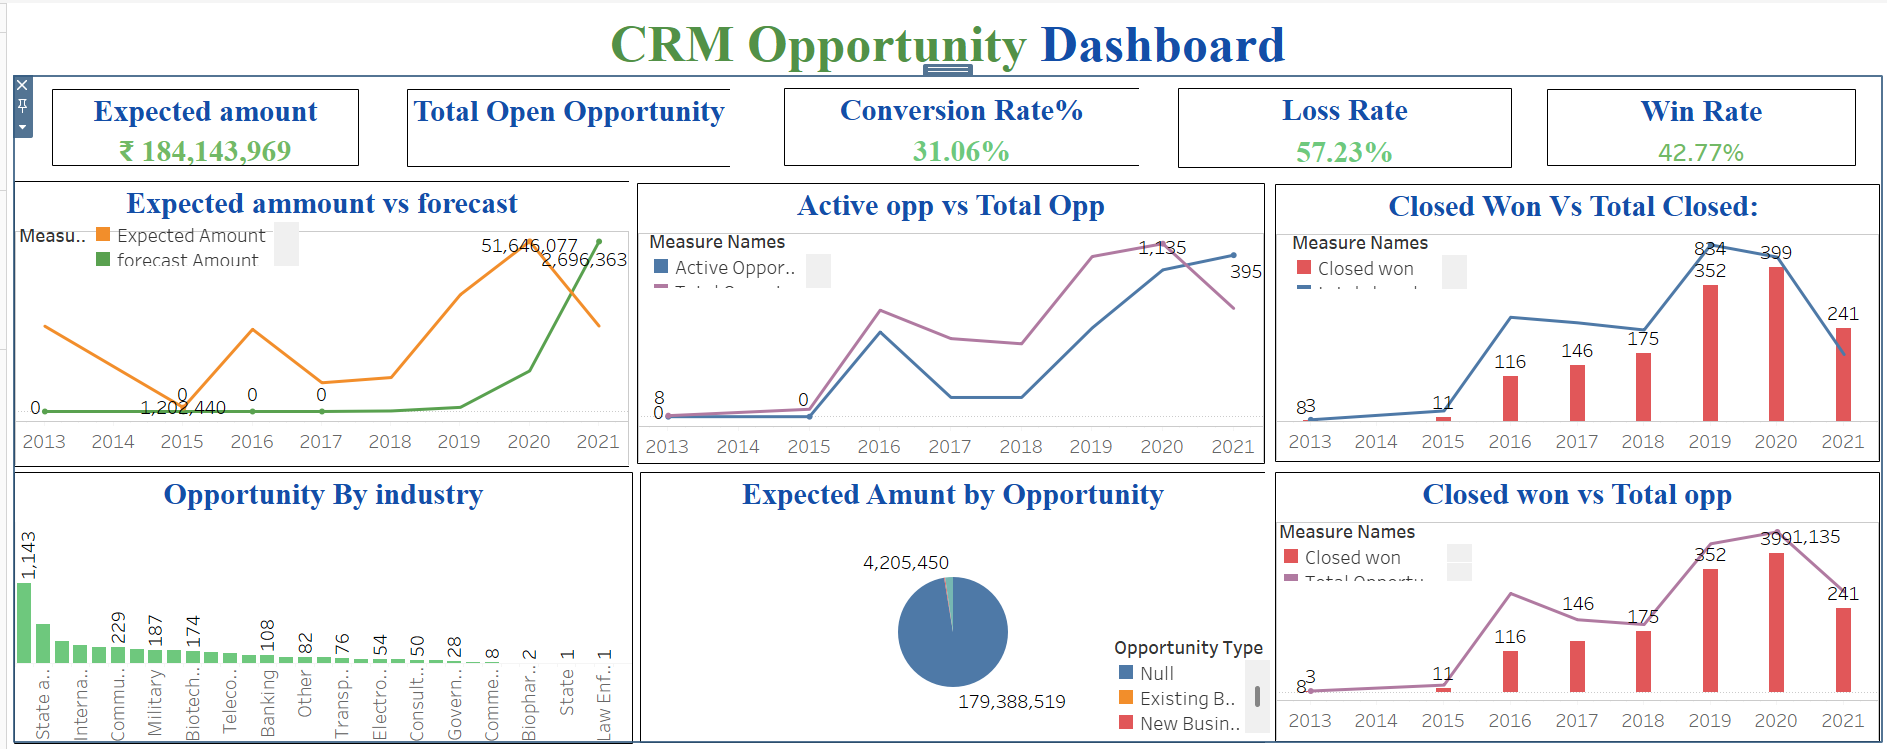 CRM Opportunity Dashboard
Expected amount
₹ 184,143,969
Total Open Opportunity
Conversion Rate%
31.06%
Loss Rate
57.23%
Win Rate
42.77%
Expected ammount vs forecast
Measu..
Expected Amount
forecast Amount
51,646,077
2,696,363
0
1,202,440
0
0
0
2013 2014 2015 2016 2017 2018 2019 2020 2021
Active opp vs Total Opp
Measure Names
Active Oppor..
1,135
395
8
0
0
2013 2014 2015 2016 2017 2018 2019 2020 2021
Closed Won Vs Total Closed:
Measure Names
Closed won
834
399
352
241
175
146
116
11
8
3
2013 2014 2015 2016 2017 2018 2019 2020 2021
Opportunity By industry
1,143
229
187
174
108
82
76
54
50
28
8
2
1
1
State a..
Interna..
Commu..
Military
Biotech..
Teleco..
Banking
Other
Transp..
Electro..
Consult..
Govern..
Comme..
Biophar..
State
Law Enf..
Expected Amunt by Opportunity
4,205,450
179,388,519
Opportunity Type
Null
Existing B..
New Busin..
Closed won vs Total opp
Measure Names
Closed won
399
1,135
352
241
175
146
116
11
8
3
2013 2014 2015 2016 2017 2018 2019 2020 2021